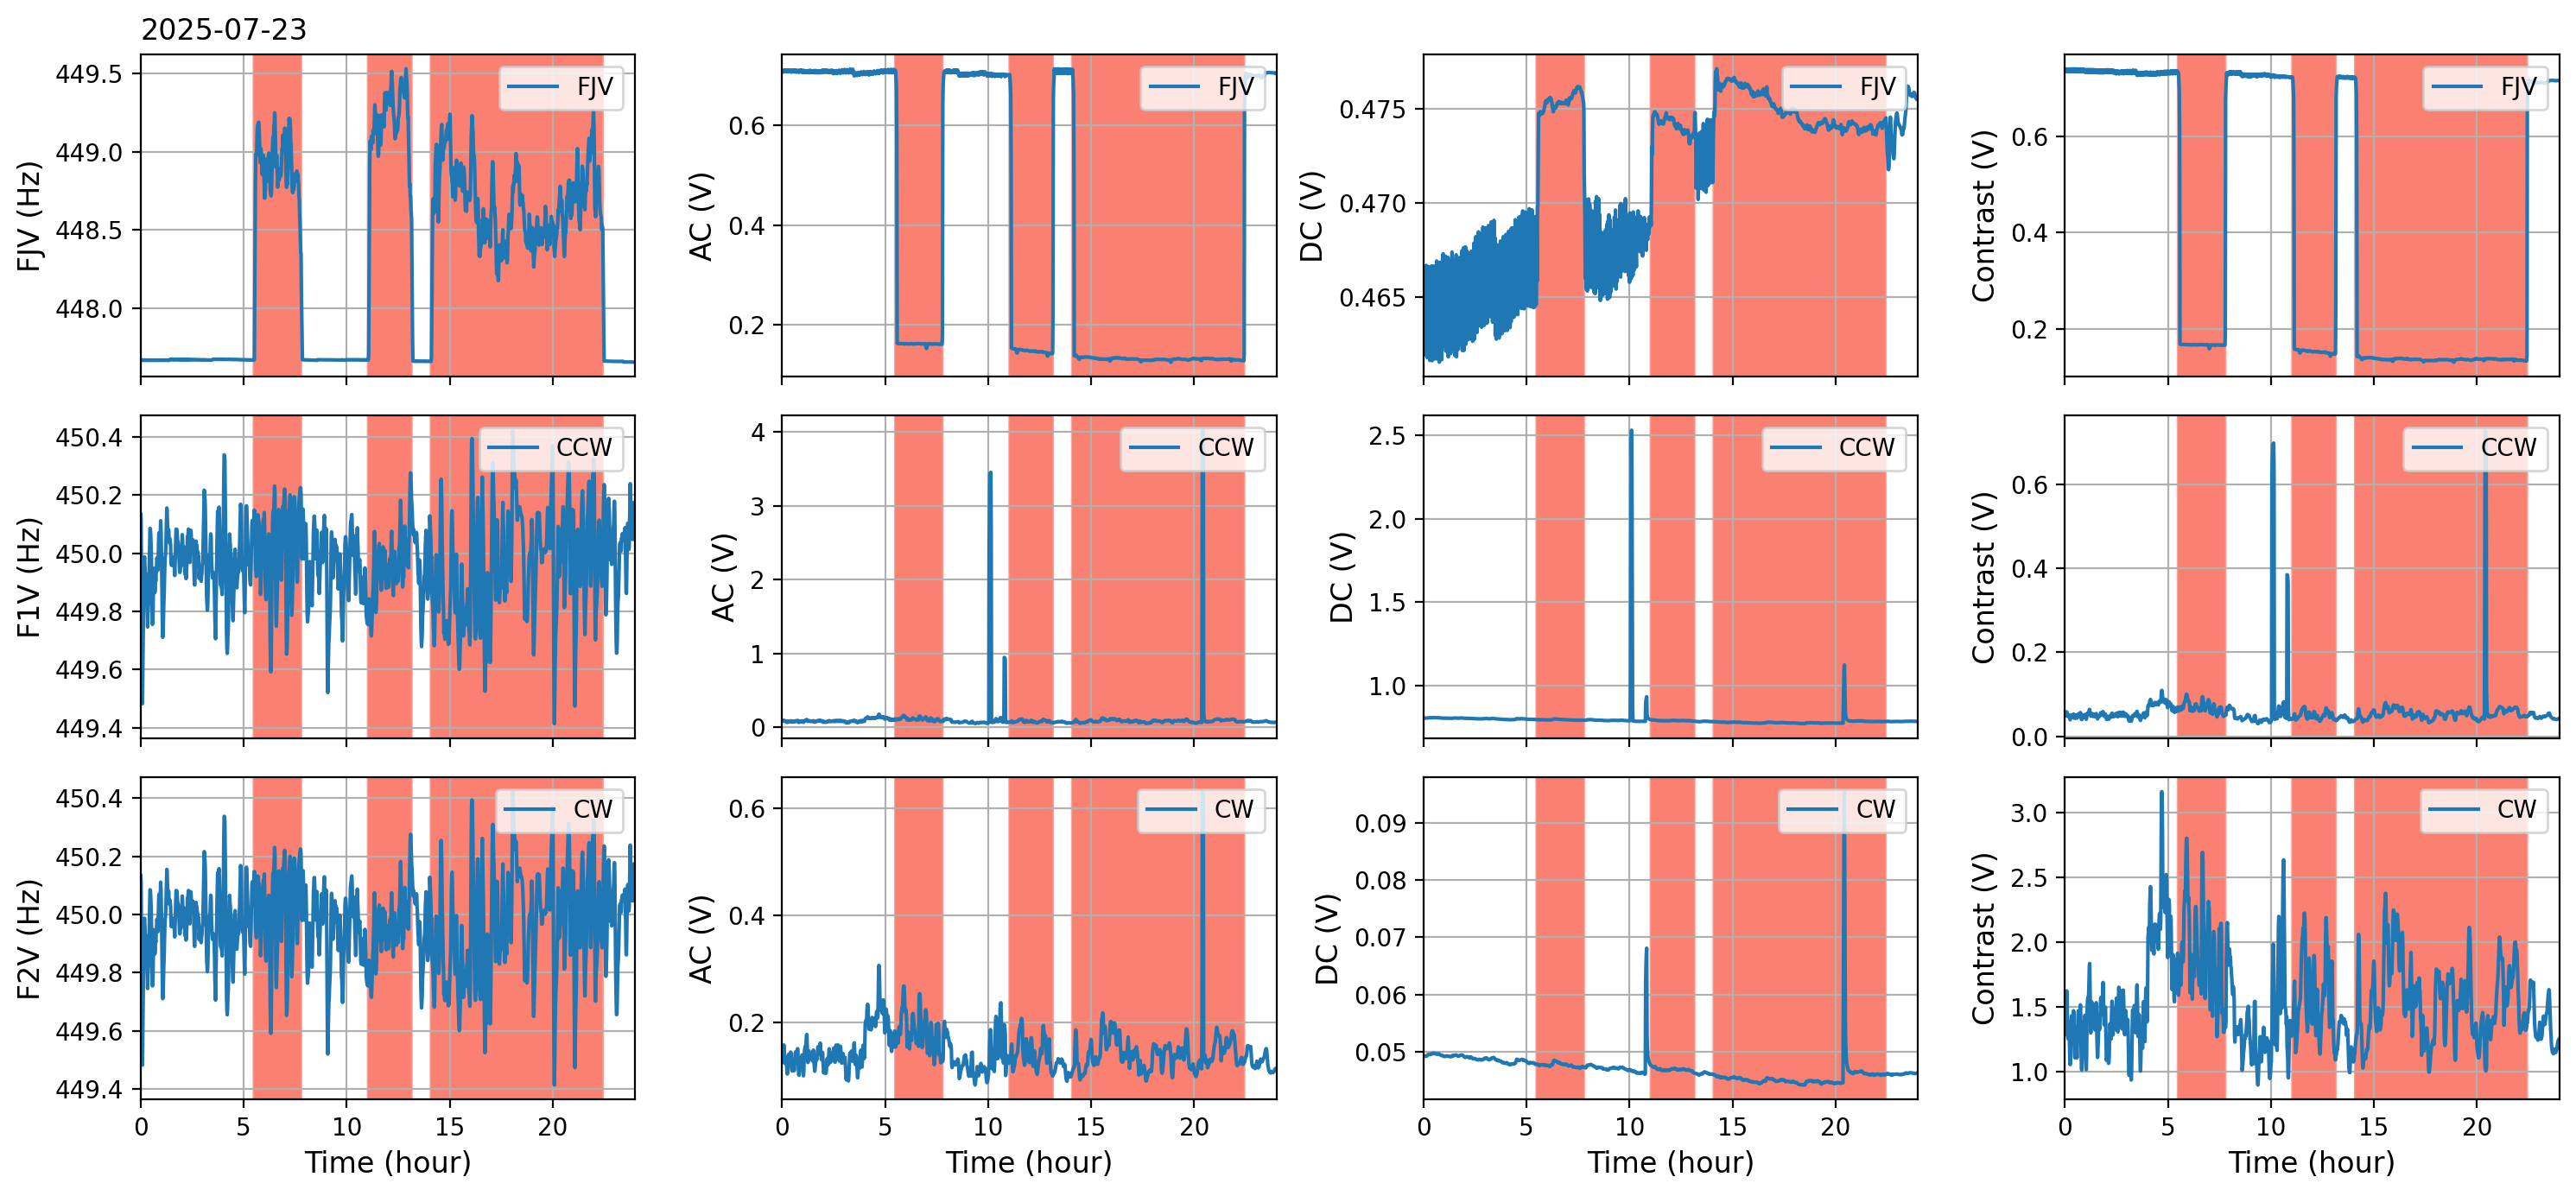 2025-07-23
FJV (Hz)
449.5
449.0
448.5
448.0
FJV
AC (V)
0.6
0.4
0.2
FJV
DC (V)
0.475
0.470
0.465
FJV
Contrast (V)
0.6
0.4
0.2
FJV
F1V (Hz)
450.4
450.2
450.0
449.8
449.6
449.4
CCW
AC (V)
4
3
2
1
0
CCW
DC (V)
2.5
2.0
1.5
1.0
CCW
Contrast (V)
0.6
0.4
0.2
0.0
CCW
F2V (Hz)
450.4
450.2
450.0
449.8
449.6
449.4
CW
0 5 10 15 20
Time (hour)
AC (V)
0.6
0.4
0.2
CW
0 5 10 15 20
Time (hour)
DC (V)
0.09
0.08
0.07
0.06
0.05
CW
0 5 10 15 20
Time (hour)
Contrast (V)
3.0
2.5
2.0
1.5
1.0
CW
0 5 10 15 20
Time (hour)